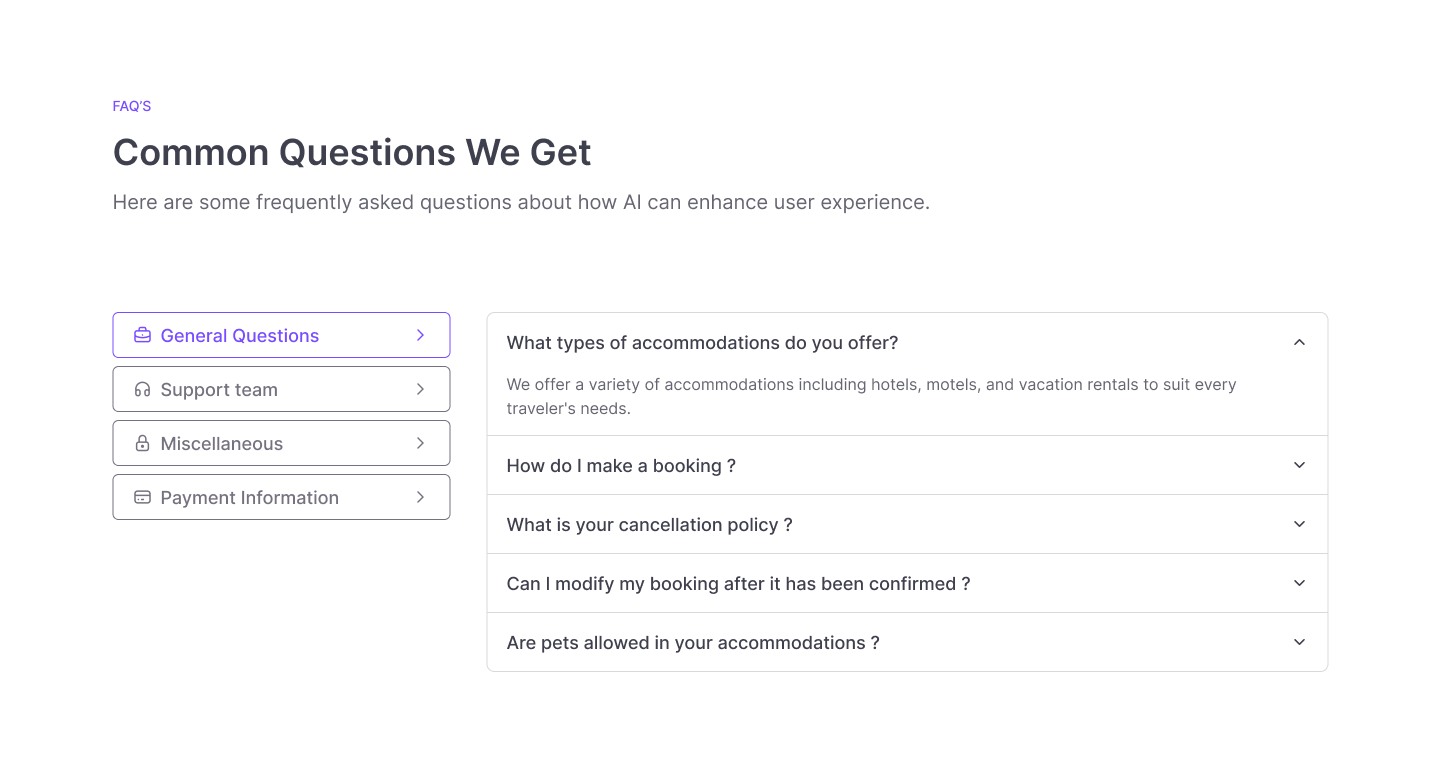 FAQ’S
Common Questions We Get
Here are some frequently asked questions about how AI can enhance user experience.
General Questions
Support team
Miscellaneous
Payment Information
What types of accommodations do you offer?
We offer a variety of accommodations including hotels, motels, and vacation rentals to suit every
traveler's needs.
How do I make a booking ?
What is your cancellation policy ?
Can I modify my booking after it has been confirmed ?
Are pets allowed in your accommodations ?